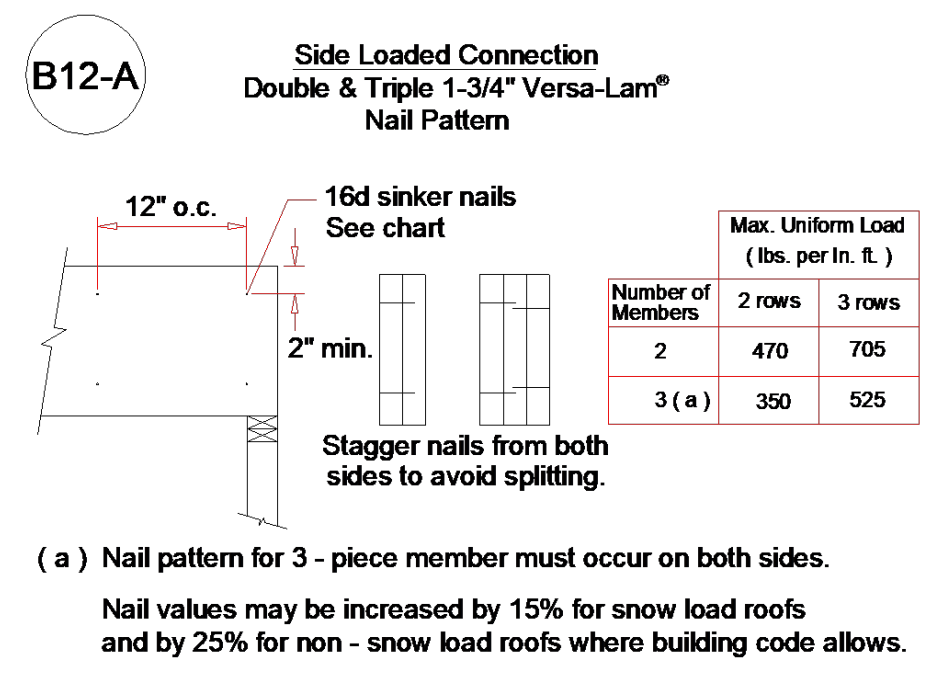 B12-A
Side Loaded Connection
Double & Triple 1-3/4" Versa-Lam®
Nail Pattern
12" o.c.
16d sinker nails
See chart
2" min.
Stagger nails from both
sides to avoid splitting.
Max. Uniform Load
( lbs. per ln. ft. )
Number of
Members
2 rows
3 rows
2
470
705
3 ( a )
350
525
( a ) Nail pattern for 3 - piece member must occur on both sides.
Nail values may be increased by 15% for snow load roofs
and by 25% for non - snow load roofs where building code allows.